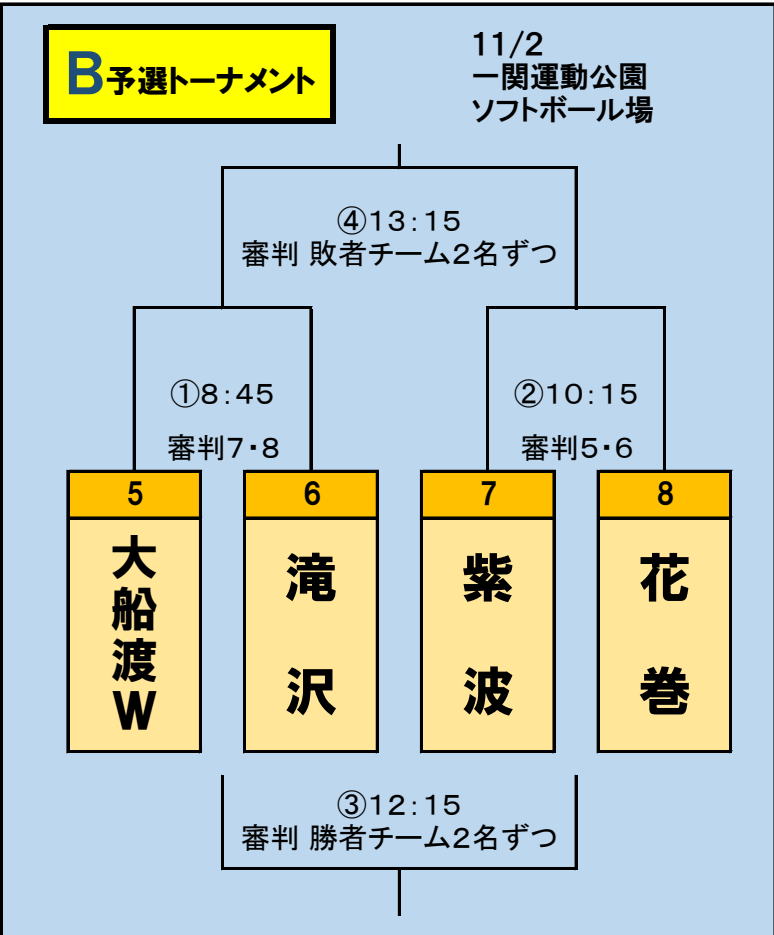 B予選トーナメント
11/2
一関運動公園
ソフトボール場
④13:15
審判 敗者チーム2名ずつ
①8:45
審判7・8
②10:15
審判5・6
5
6
7
8
大船渡W
滝沢
紫波
花巻
③12:15
審判 勝者チーム2名ずつ